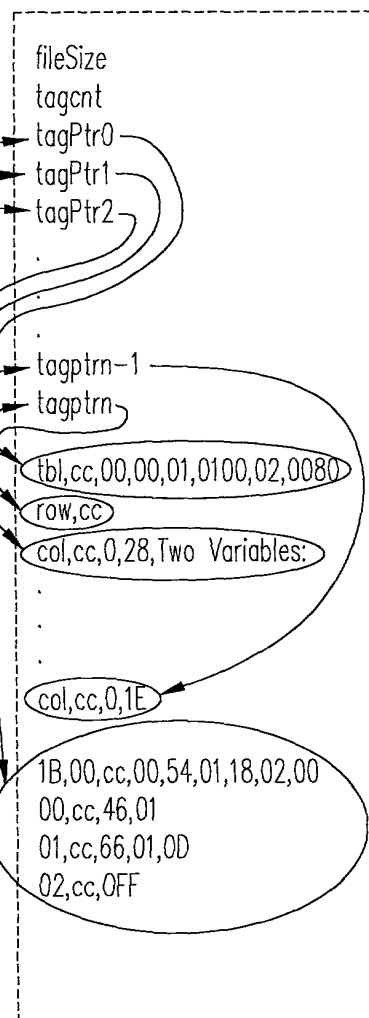 fileSize
tagcnt
tagPtr0
tagPtr1
tagPtr2
.
.
.
tagptrn-1
tagptrn
tbl,cc,00,00,01,0100,02,0080
row,cc
col,cc,0,28,Two Variables:
.
.
.
col,cc,0,1E
1B,00,cc,00,54,01,18,02,00
00,cc,46,01
01,cc,66,01,0D
02,cc,0FF